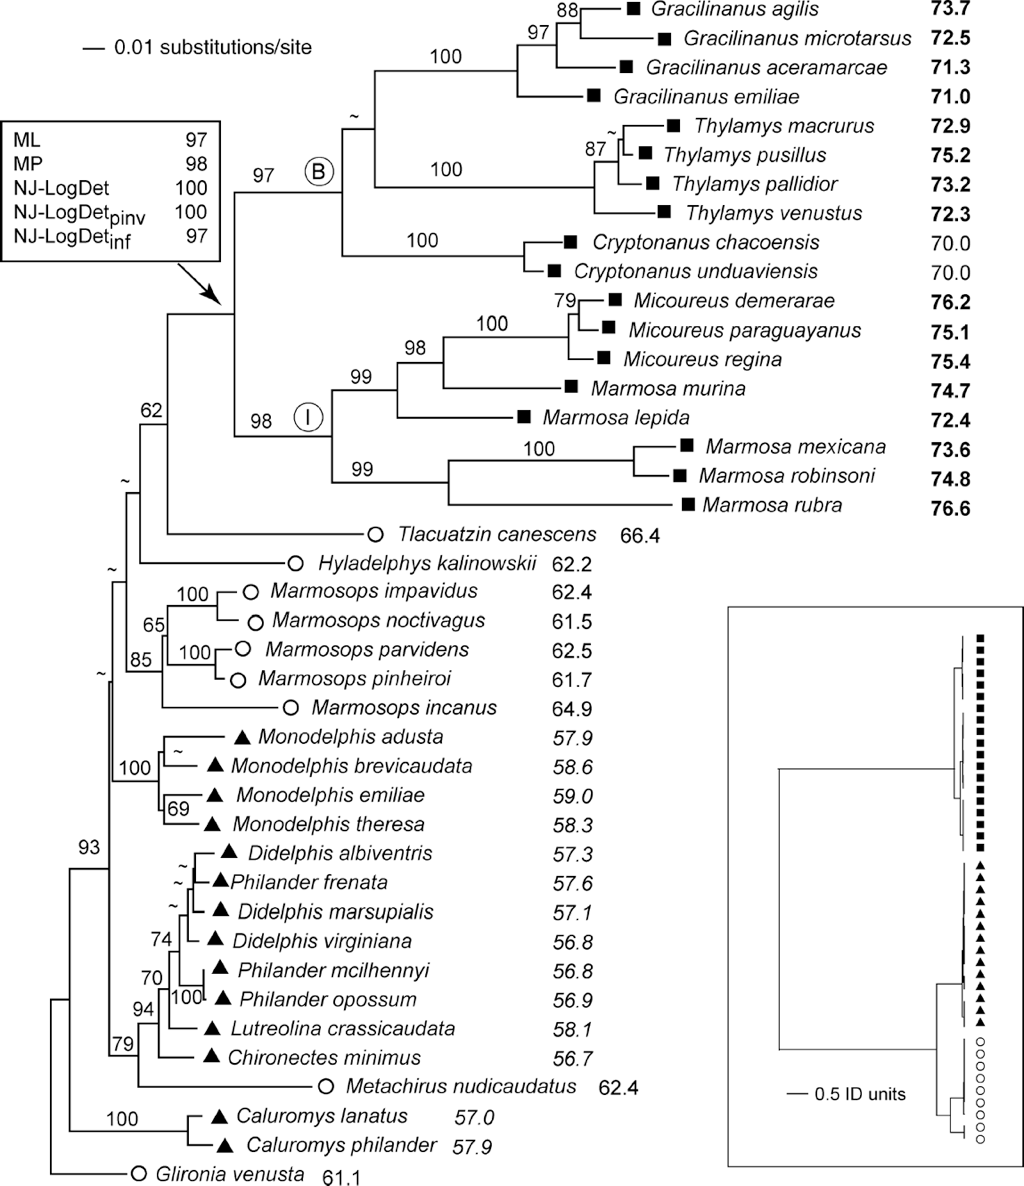 0.01 substitutions/site
ML 97
MP 98
NJ-LogDet 100
NJ-LogDetpinv 100
NJ-LogDetinf 97
88
97
100
~
97
B
~
87
100
100
79
100
98
99
98
I
100
99
62
~
~
100
65
100
85
~
~
100
69
93
~
~
~
74
70
100
94
79
100
Gracilinanus agilis 73.7
Gracilinanus microtarsus 72.5
Gracilinanus aceramarcae 71.3
Gracilinanus emiliae 71.0
Thylamys macrurus 72.9
Thylamys pusillus 75.2
Thylamys pallidior 73.2
Thylamys venustus 72.3
Cryptonanus chacoensis 70.0
Cryptonanus unduaviensis 70.0
Micoureus demerarae 76.2
Micoureus paraguayanus 75.1
Micoureus regina 75.4
Marmosa murina 74.7
Marmosa lepida 72.4
Marmosa mexicana 73.6
Marmosa robinsoni 74.8
Marmosa rubra 76.6
Tlacuatzin canescens 66.4
Hyladelphys kalinowskii 62.2
Marmosops impavidus 62.4
Marmosops noctivagus 61.5
Marmosops parvidens 62.5
Marmosops pinheiroi 61.7
Marmosops incanus 64.9
Monodelphis adusta 57.9
Monodelphis brevicaudata 58.6
Monodelphis emiliae 59.0
Monodelphis theresa 58.3
Didelphis albiventris 57.3
Philander frenata 57.6
Didelphis marsupialis 57.1
Didelphis virginiana 56.8
Philander mcilhennyi 56.8
Philander opossum 56.9
Lutreolina crassicaudata 58.1
Chironectes minimus 56.7
Metachirus nudicaudatus 62.4
Caluromys lanatus 57.0
Caluromys philander 57.9
Glironia venusta 61.1
0.5 ID units